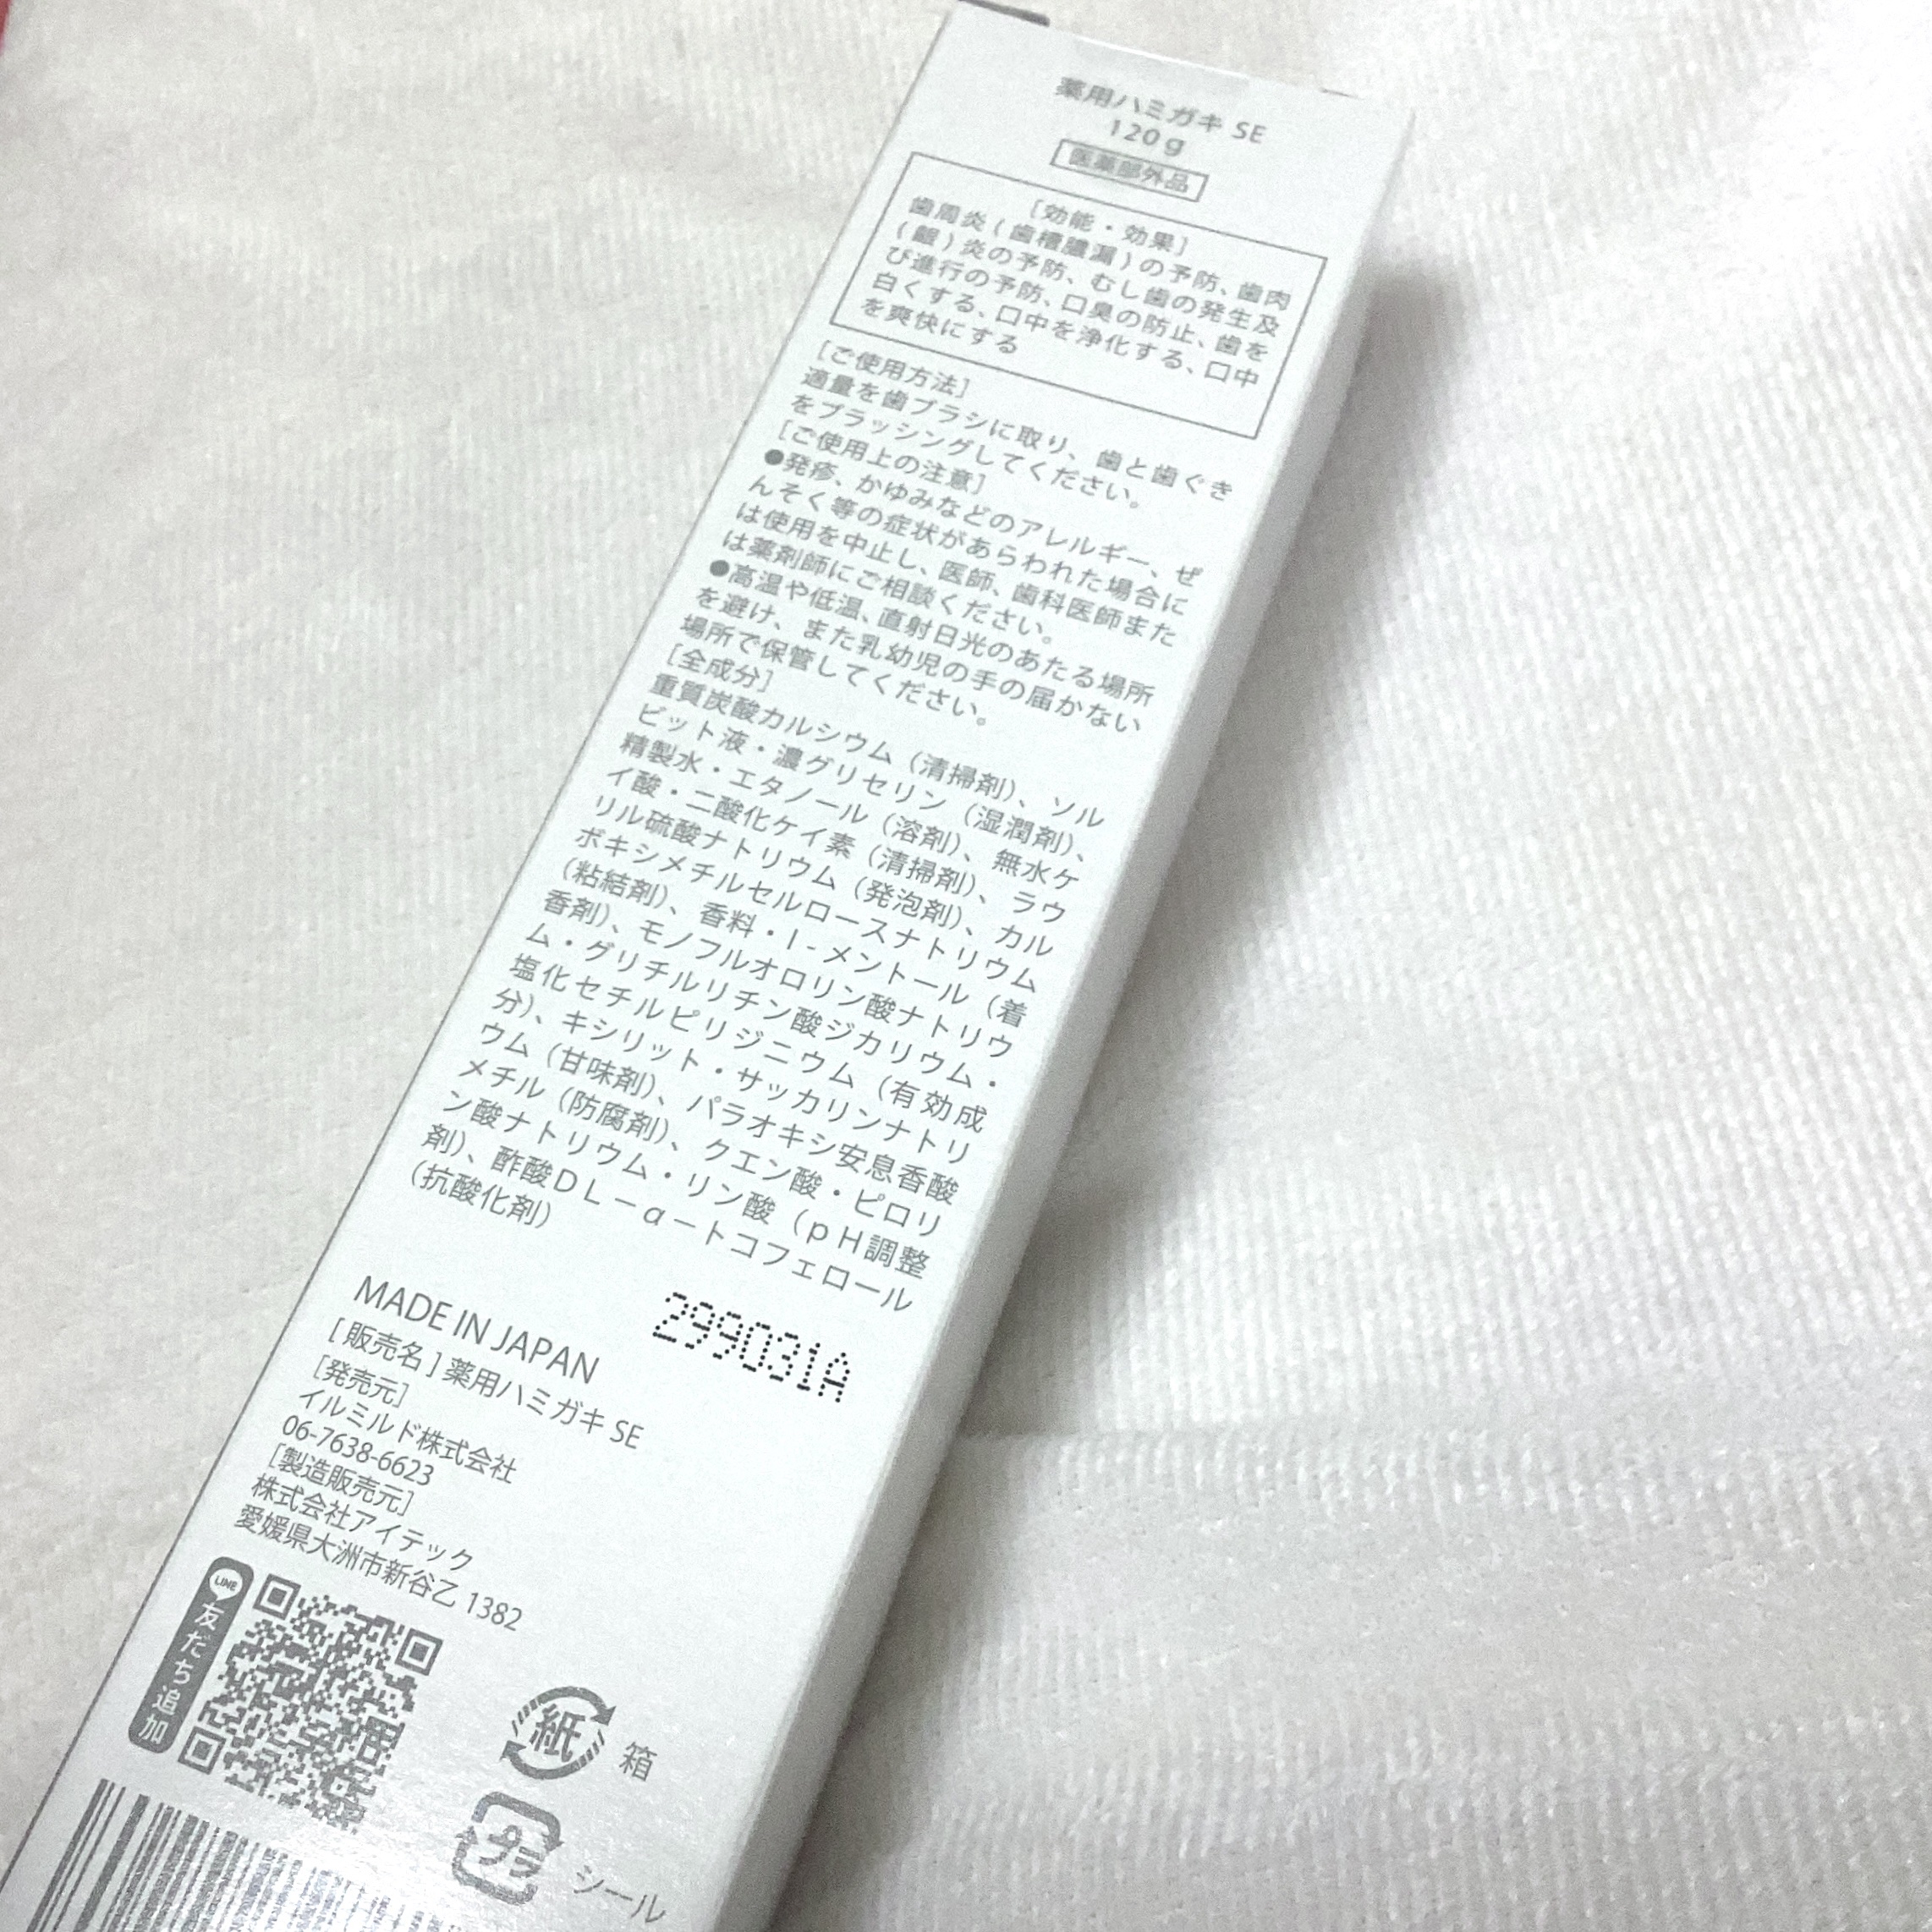 薬用ハミガキ SE
120g
医薬部外品
[効能・効果]
歯周炎(歯槽膿漏)の予防、歯肉
(齦)炎の予防、むし歯の発生及
び進行の予防、口臭の防止、歯を
白くする、口中を浄化する、口中
を爽快にする
[ご使用方法]
適量を歯ブラシに取り、歯と歯ぐき
をブラッシングしてください。
[ご使用上の注意]
●発疹、かゆみなどのアレルギー、ぜ
んそく等の症状があらわれた場合に
は使用を中止し、医師、歯科医師また
は薬剤師にご相談ください。
●高温や低温、直射日光のあたる場所
を避け、また乳幼児の手の届かない
場所で保管してください。
[全成分]
重質炭酸カルシウム(清掃剤)、ソル
ビット液・濃グリセリン(湿潤剤)、
精製水・エタノール(溶剤)、無水ケ
イ酸・二酸化ケイ素(清掃剤)、ラウ
リル硫酸ナトリウム(発泡剤)、カル
ボキシメチルセルロースナトリウム
(粘結剤)、香料・l-メントール(着
香剤)、モノフルオロリン酸ナトリウ
ム・グリチルリチン酸ジカリウム・
塩化セチルピリジニウム(有効成
分)、キシリット・サッカリンナトリ
ウム(甘味剤)、パラオキシ安息香酸
メチル(防腐剤)、クエン酸・ピロリ
ン酸ナトリウム・リン酸(pH調整
剤)、酢酸DL－α－トコフェロール
(抗酸化剤)
299031A
MADE IN JAPAN
[販売名]薬用ハミガキ SE
[発売元]
イルミルド株式会社
06-7638-6623
[製造販売元]
株式会社アイテック
愛媛県大洲市新谷乙 1382
LINE
友だち追加
紙 箱
プラ シール